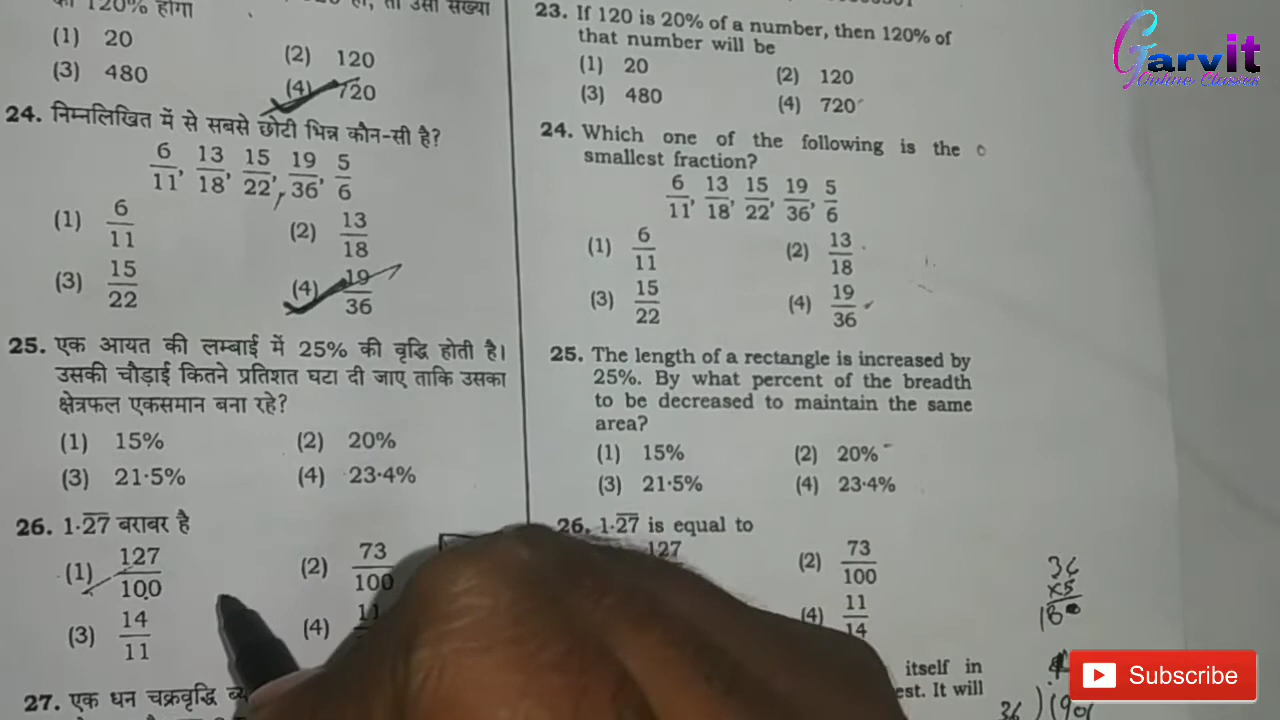 का 120% होगा
(1) 20
(2) 120
(3) 480
(4) 720
24. निम्नलिखित में से सबसे छोटी भिन्न कौन-सी है?
6/11, 13/18, 15/22, 19/36, 5/6
(1) 6/11
(2) 13/18
(3) 15/22
(4) 19/36
25. एक आयत की लम्बाई में 25% की वृद्धि होती है।
उसकी चौड़ाई कितने प्रतिशत घटा दी जाए ताकि उसका
क्षेत्रफल एकसमान बना रहे?
(1) 15%
(2) 20%
(3) 21·5%
(4) 23·4%
26. 1·2̅7̅ बराबर है
(1) 127/100
(2) 73/100
(3) 14/11
(4) 11
27. एक धन चक्रवृद्धि
23. If 120 is 20% of a number, then 120% of
that number will be
(1) 20
(2) 120
(3) 480
(4) 720
24. Which one of the following is the
smallest fraction?
6/11, 13/18, 15/22, 19/36, 5/6
(1) 6/11
(2) 13/18
(3) 15/22
(4) 19/36
25. The length of a rectangle is increased by
25%. By what percent of the breadth
to be decreased to maintain the same
area?
(1) 15%
(2) 20%
(3) 21·5%
(4) 23·4%
26. 1·2̅7̅ is equal to
127
(2) 73/100
(4) 11/14
itself in
It will
36
×5
180
36
Garvit
Online Classes
Subscribe